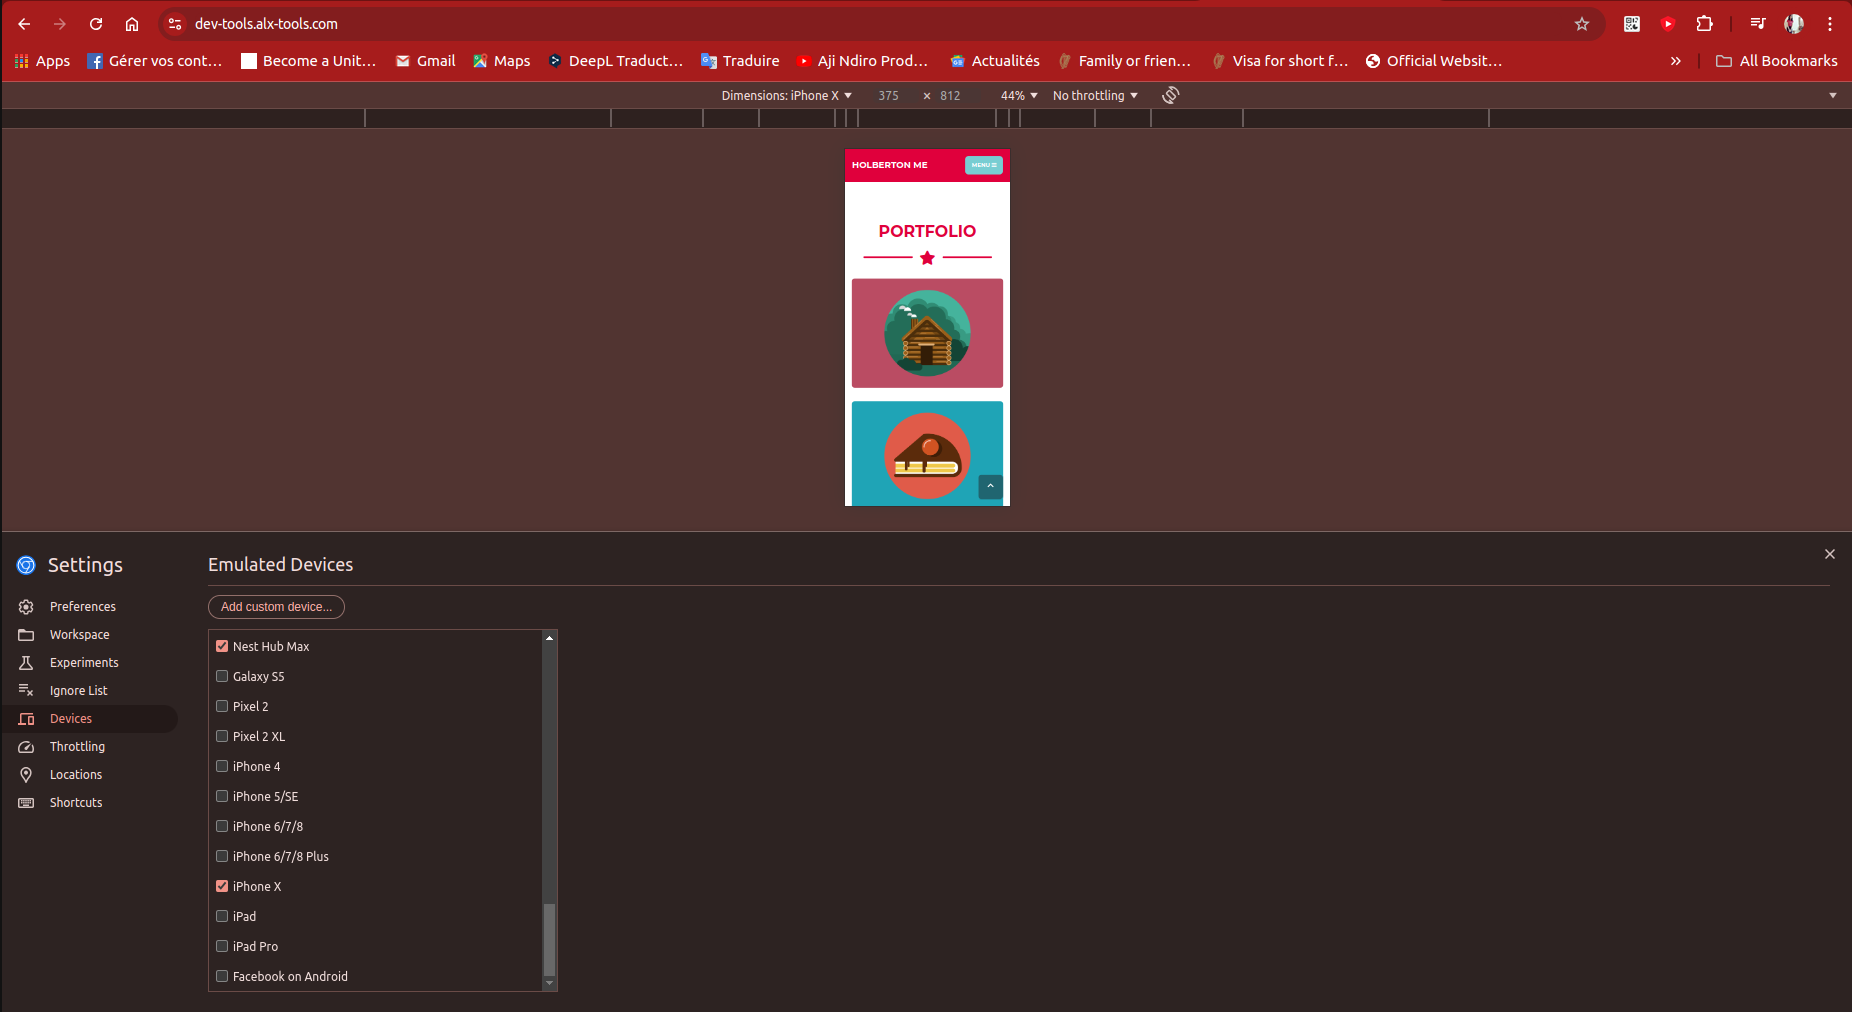 dev-tools.alx-tools.com
Apps Gérer vos cont... Become a Unit... Gmail Maps DeepL Traduct... Traduire Aji Ndiro Prod... Actualités Family or frien... Visa for short f... Official Websit... » All Bookmarks
Dimensions: iPhone X 375 × 812 44% No throttling
HOLBERTON ME MENU
PORTFOLIO
Settings
Preferences
Workspace
Experiments
Ignore List
Devices
Throttling
Locations
Shortcuts
Emulated Devices
Add custom device...
Nest Hub Max
Galaxy S5
Pixel 2
Pixel 2 XL
iPhone 4
iPhone 5/SE
iPhone 6/7/8
iPhone 6/7/8 Plus
iPhone X
iPad
iPad Pro
Facebook on Android